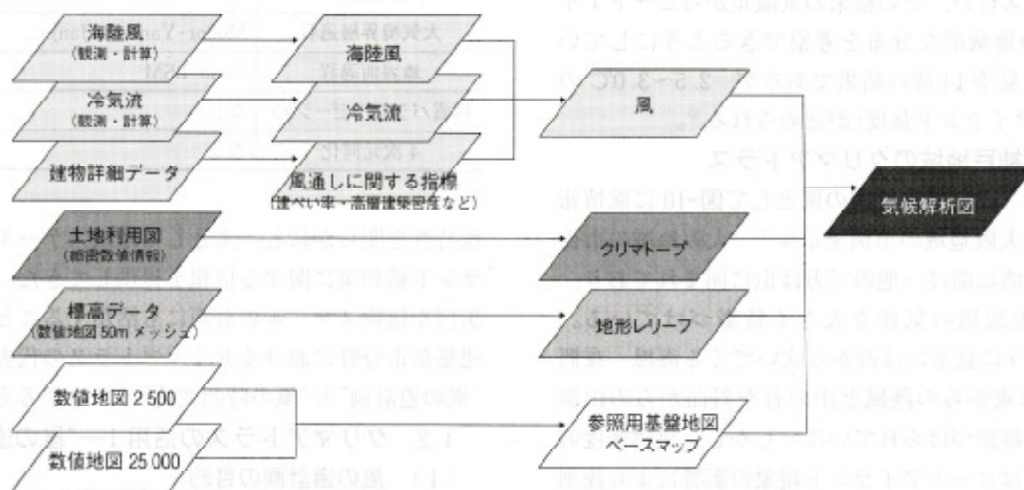 海陸風
(観測・計算)
冷気流
(観測・計算)
建物詳細データ
土地利用図
(細密数値情報)
標高データ
(数値地図 50m メッシュ)
数値地図 2 500
数値地図 25 000
海陸風
冷気流
風通しに関する指標
(建ぺい率・高層建築密度など)
風
クリマトープ
地形レリーフ
参照用基盤地図
ベースマップ
気候解析図